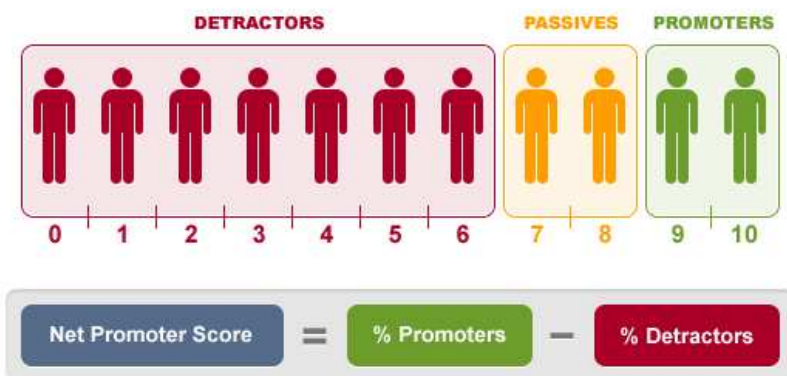 DETRACTORS PASSIVES PROMOTERS
0 1 2 3 4 5 6 7 8 9 10
Net Promoter Score = % Promoters – % Detractors